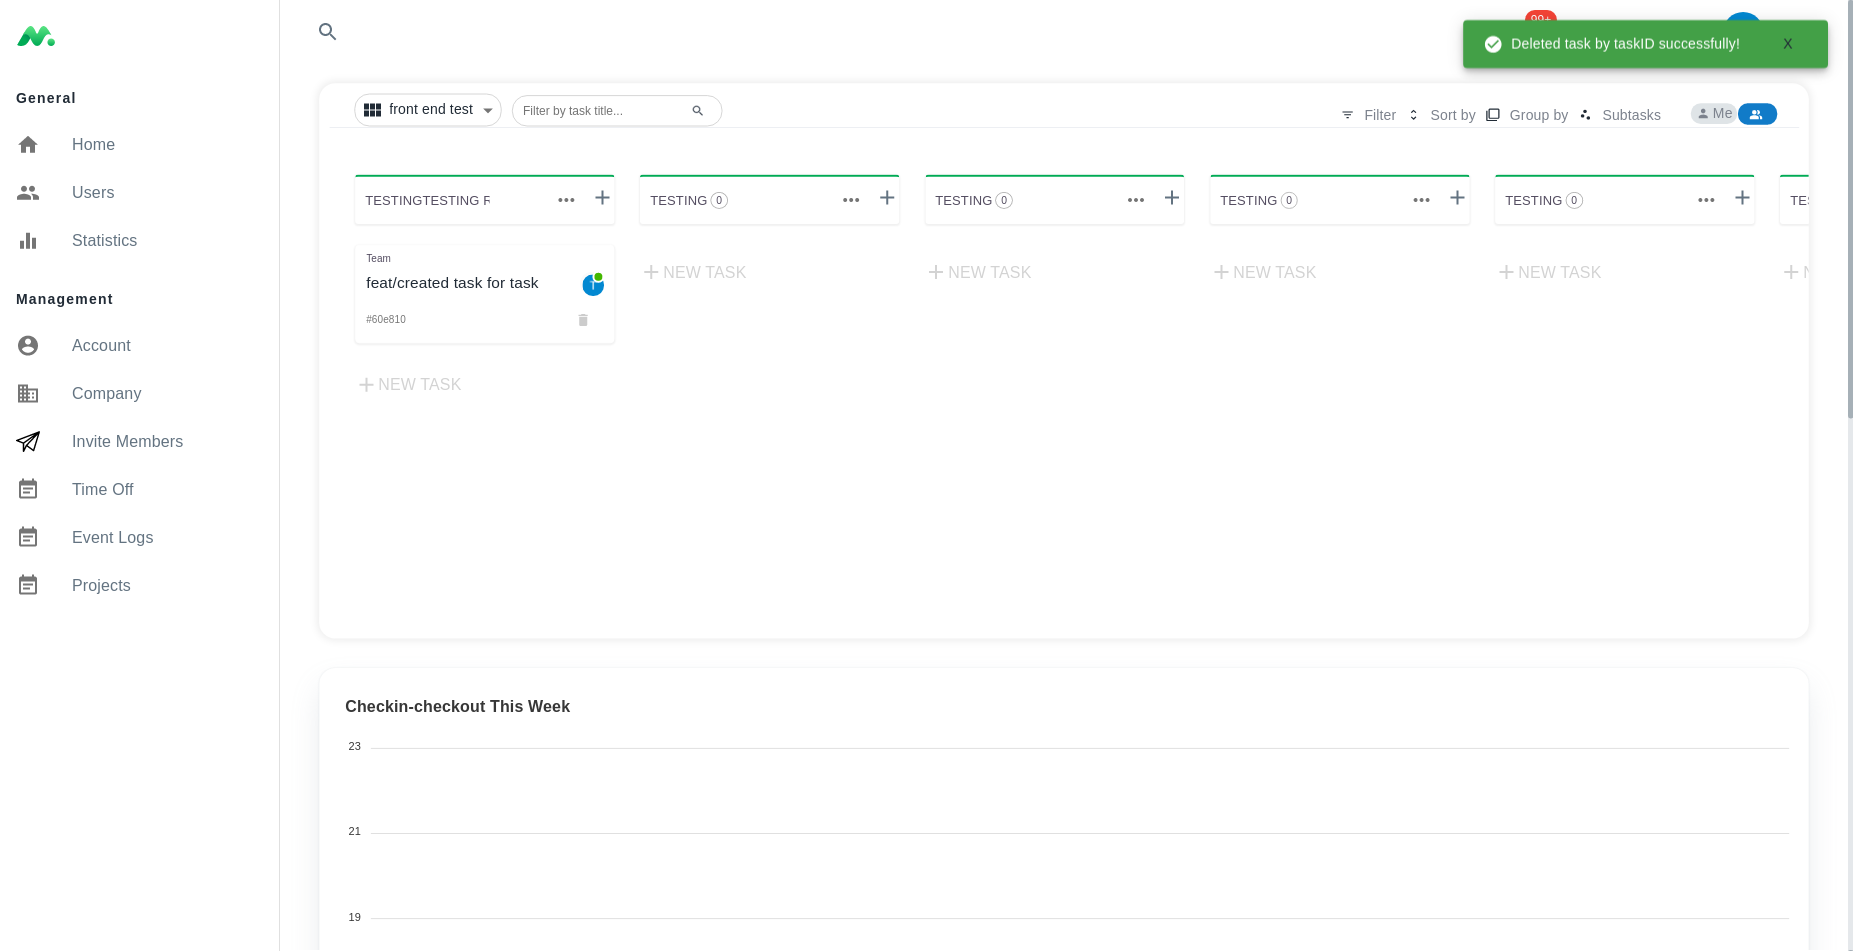 General
Home
Users
Statistics
Management
Account
Company
Invite Members
Time Off
Event Logs
Projects
99+
Deleted task by taskID successfully! X
front end test
Filter by task title...
Filter Sort by Group by Subtasks Me
TESTINGTESTING
TESTING 0
TESTING 0
TESTING 0
TESTING 0
Team
feat/created task for task
T
#60e810
NEW TASK
NEW TASK
NEW TASK
NEW TASK
NEW TASK
Checkin-checkout This Week
23
21
19